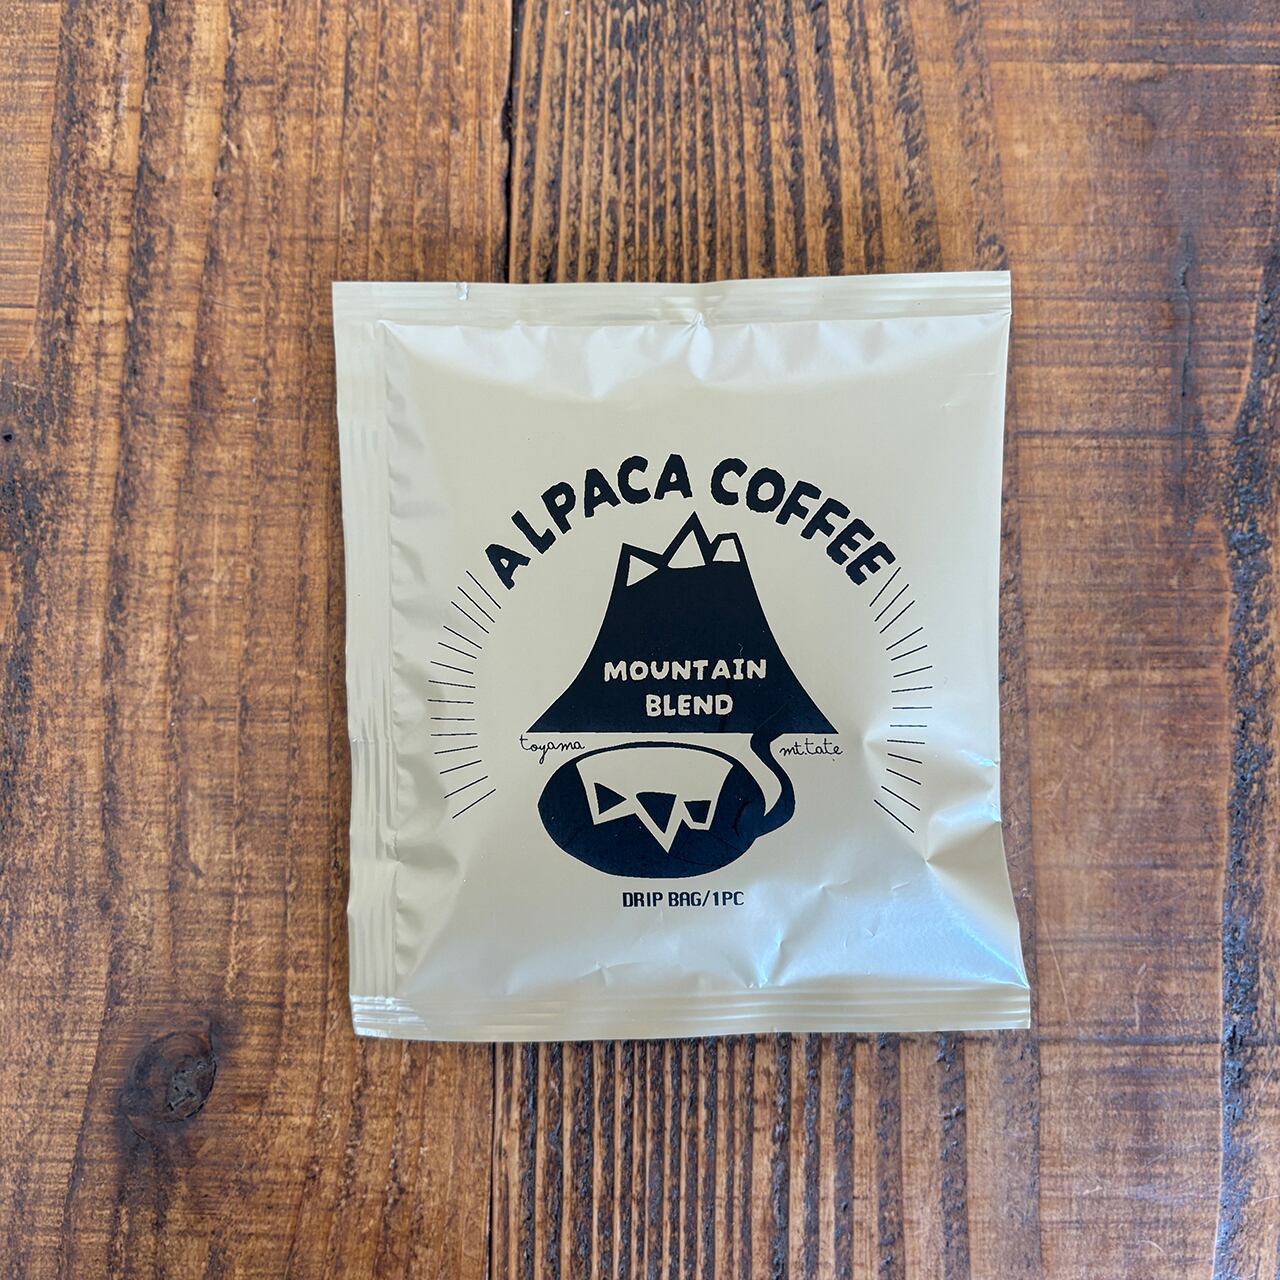 ALPACA COFFEE
MOUNTAIN
BLEND
toyama mt.tate
DRIP BAG/1PC